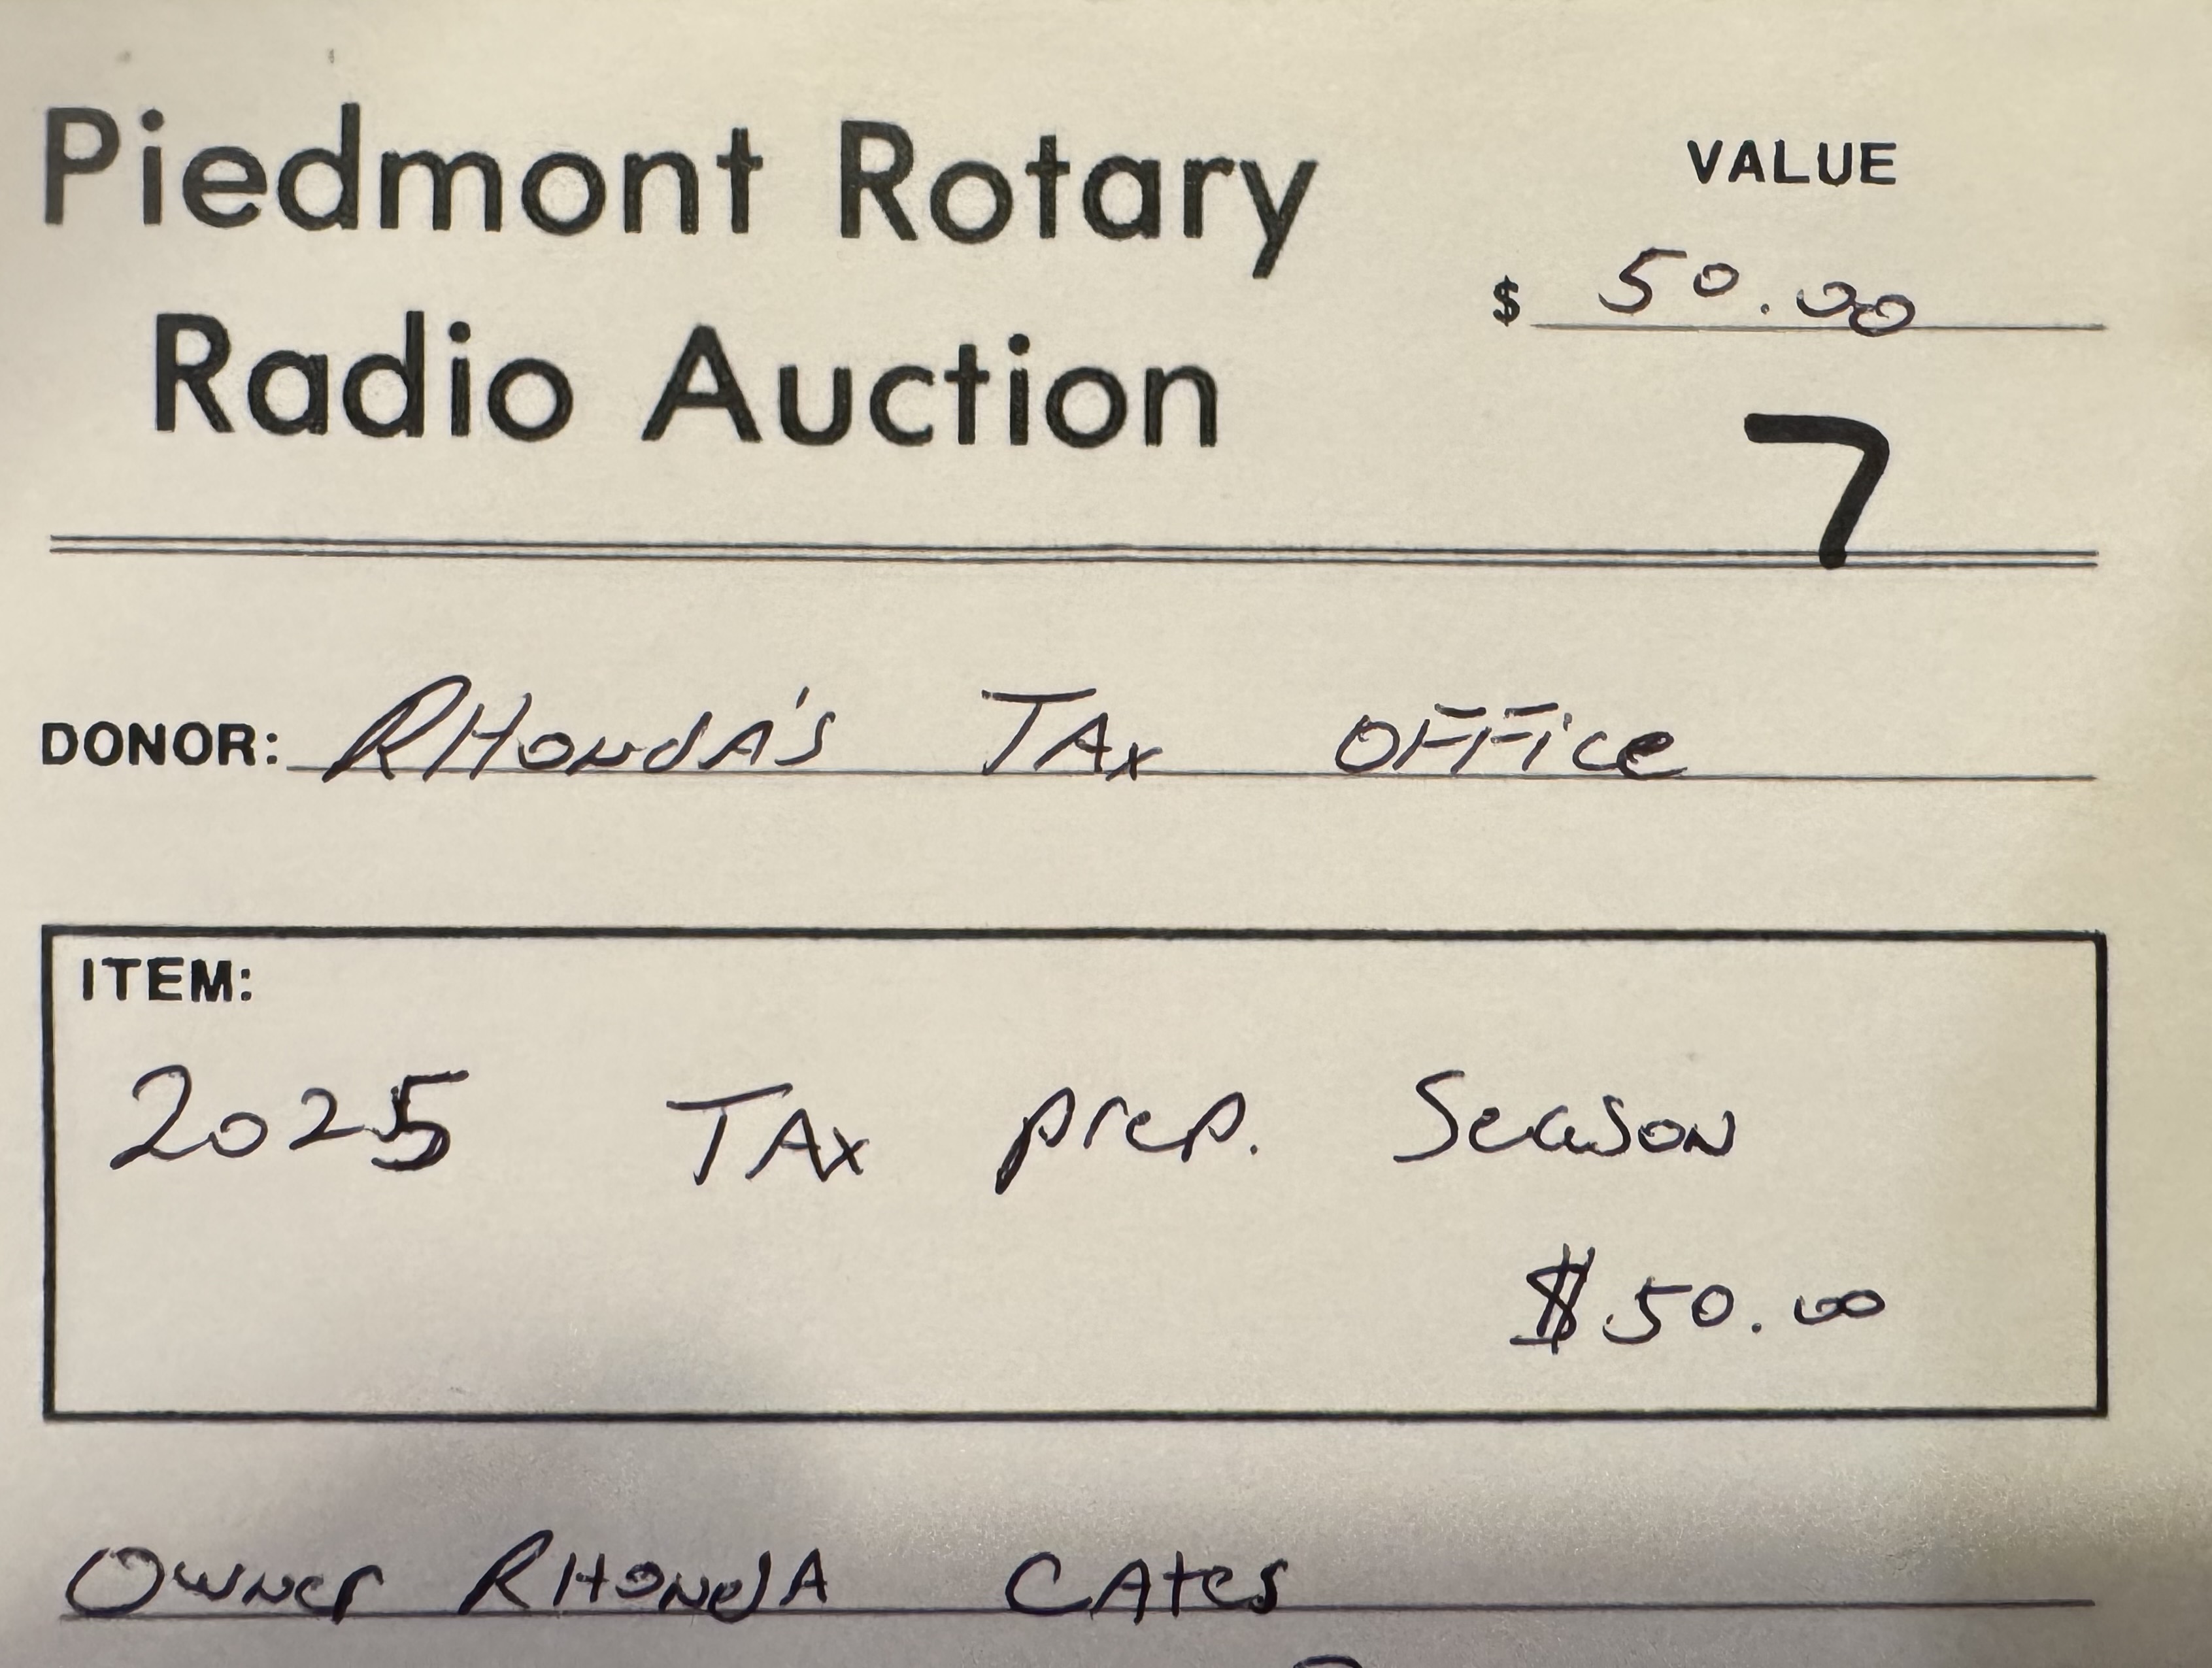 Piedmont Rotary
Radio Auction
VALUE
$ 50.00
7
DONOR: RHONdA's TAx OFFice
ITEM:
2025 TAx prep. Season
$50.00
Owner RHONdA CAtes